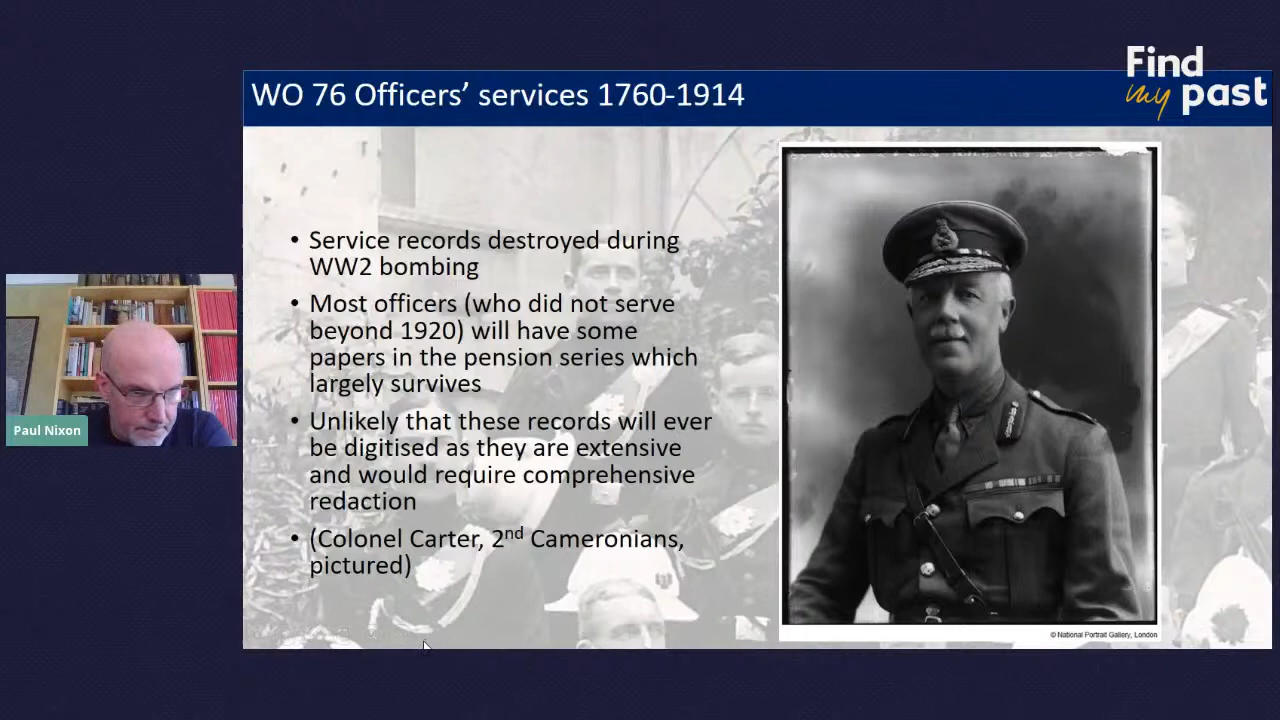 Find
my past
WO 76 Officers’ services 1760-1914
• Service records destroyed during
WW2 bombing
• Most officers (who did not serve
beyond 1920) will have some
papers in the pension series which
largely survives
• Unlikely that these records will ever
be digitised as they are extensive
and would require comprehensive
redaction
• (Colonel Carter, 2nd Cameronians,
pictured)
Paul Nixon
© National Portrait Gallery, London